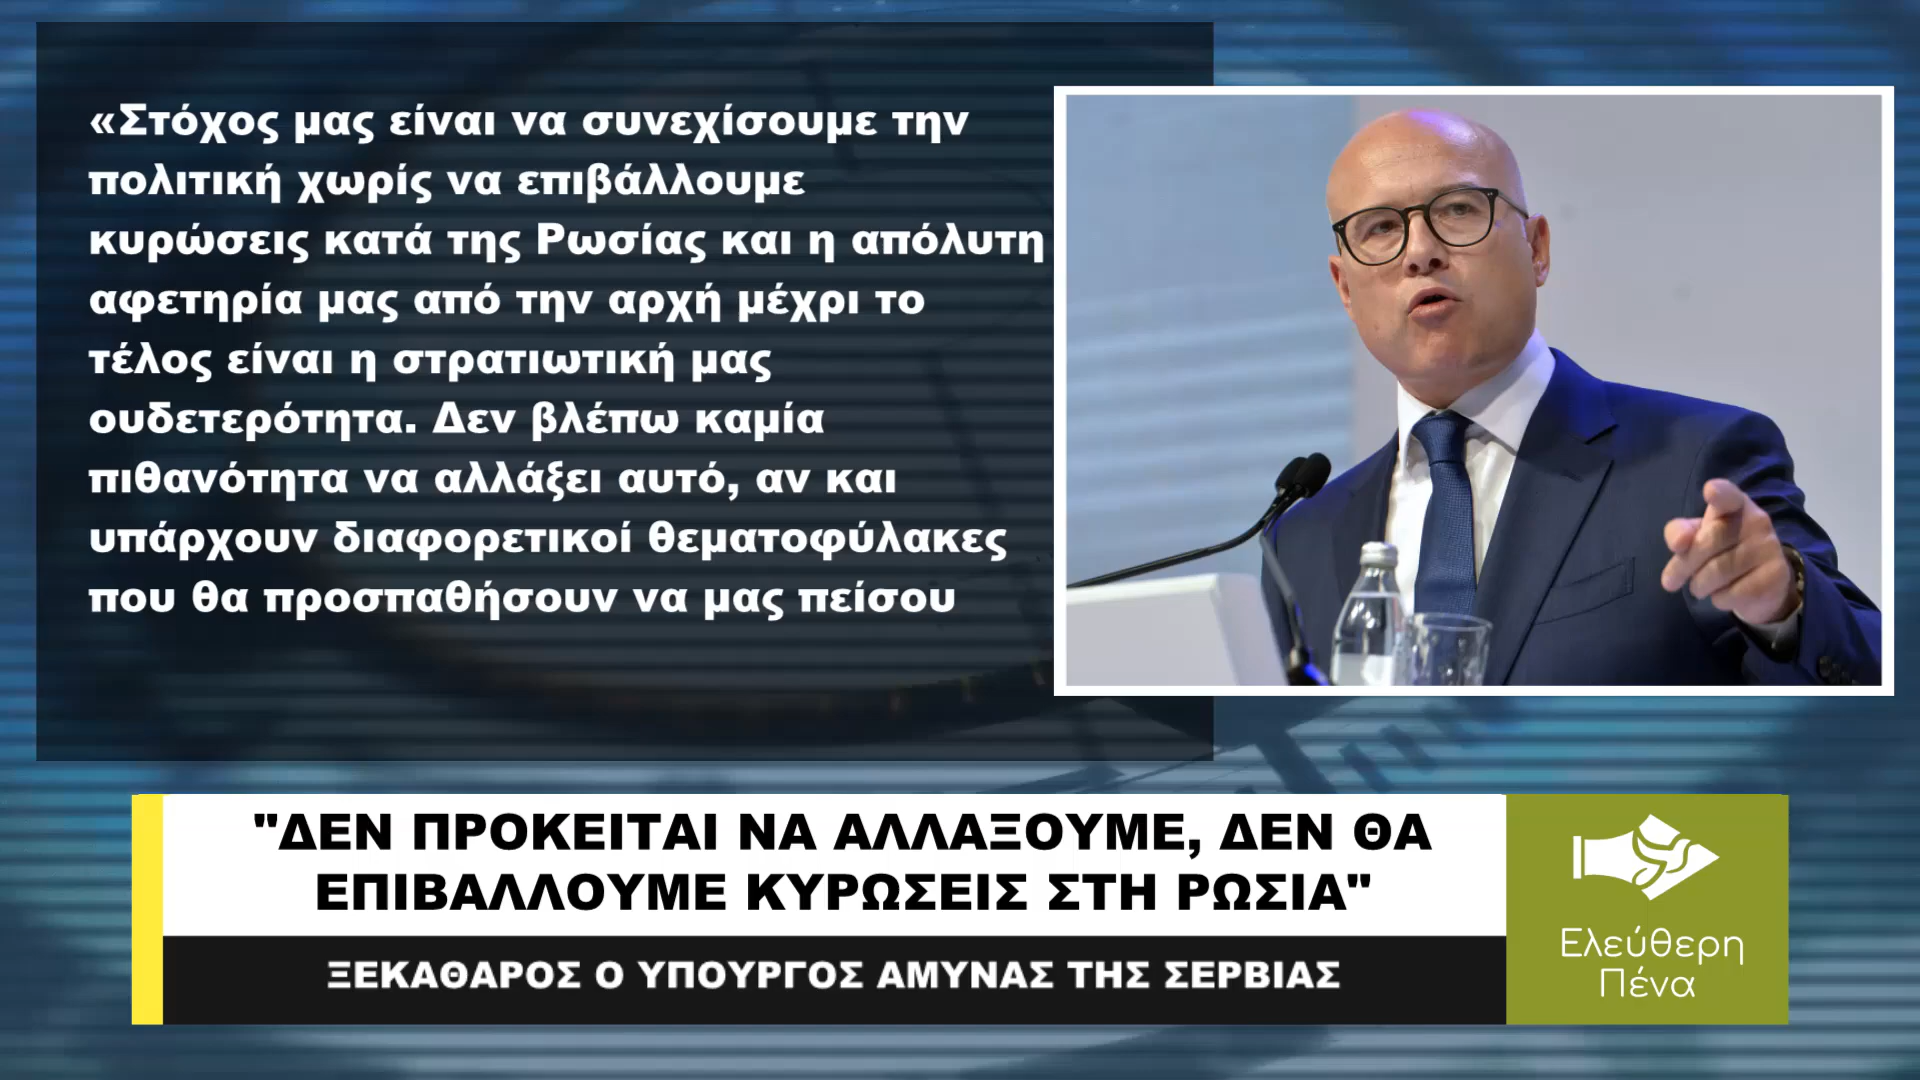 «Στόχος μας είναι να συνεχίσουμε την
πολιτική χωρίς να επιβάλλουμε
κυρώσεις κατά της Ρωσίας και η απόλυτη
αφετηρία μας από την αρχή μέχρι το
τέλος είναι η στρατιωτική μας
ουδετερότητα. Δεν βλέπω καμία
πιθανότητα να αλλάξει αυτό, αν και
υπάρχουν διαφορετικοί θεματοφύλακες
που θα προσπαθήσουν να μας πείσου
"ΔΕΝ ΠΡΟΚΕΙΤΑΙ ΝΑ ΑΛΛΑΞΟΥΜΕ, ΔΕΝ ΘΑ
ΕΠΙΒΑΛΛΟΥΜΕ ΚΥΡΩΣΕΙΣ ΣΤΗ ΡΩΣΙΑ"
ΞΕΚΑΘΑΡΟΣ Ο ΥΠΟΥΡΓΟΣ ΑΜΥΝΑΣ ΤΗΣ ΣΕΡΒΙΑΣ
Ελεύθερη
Πένα